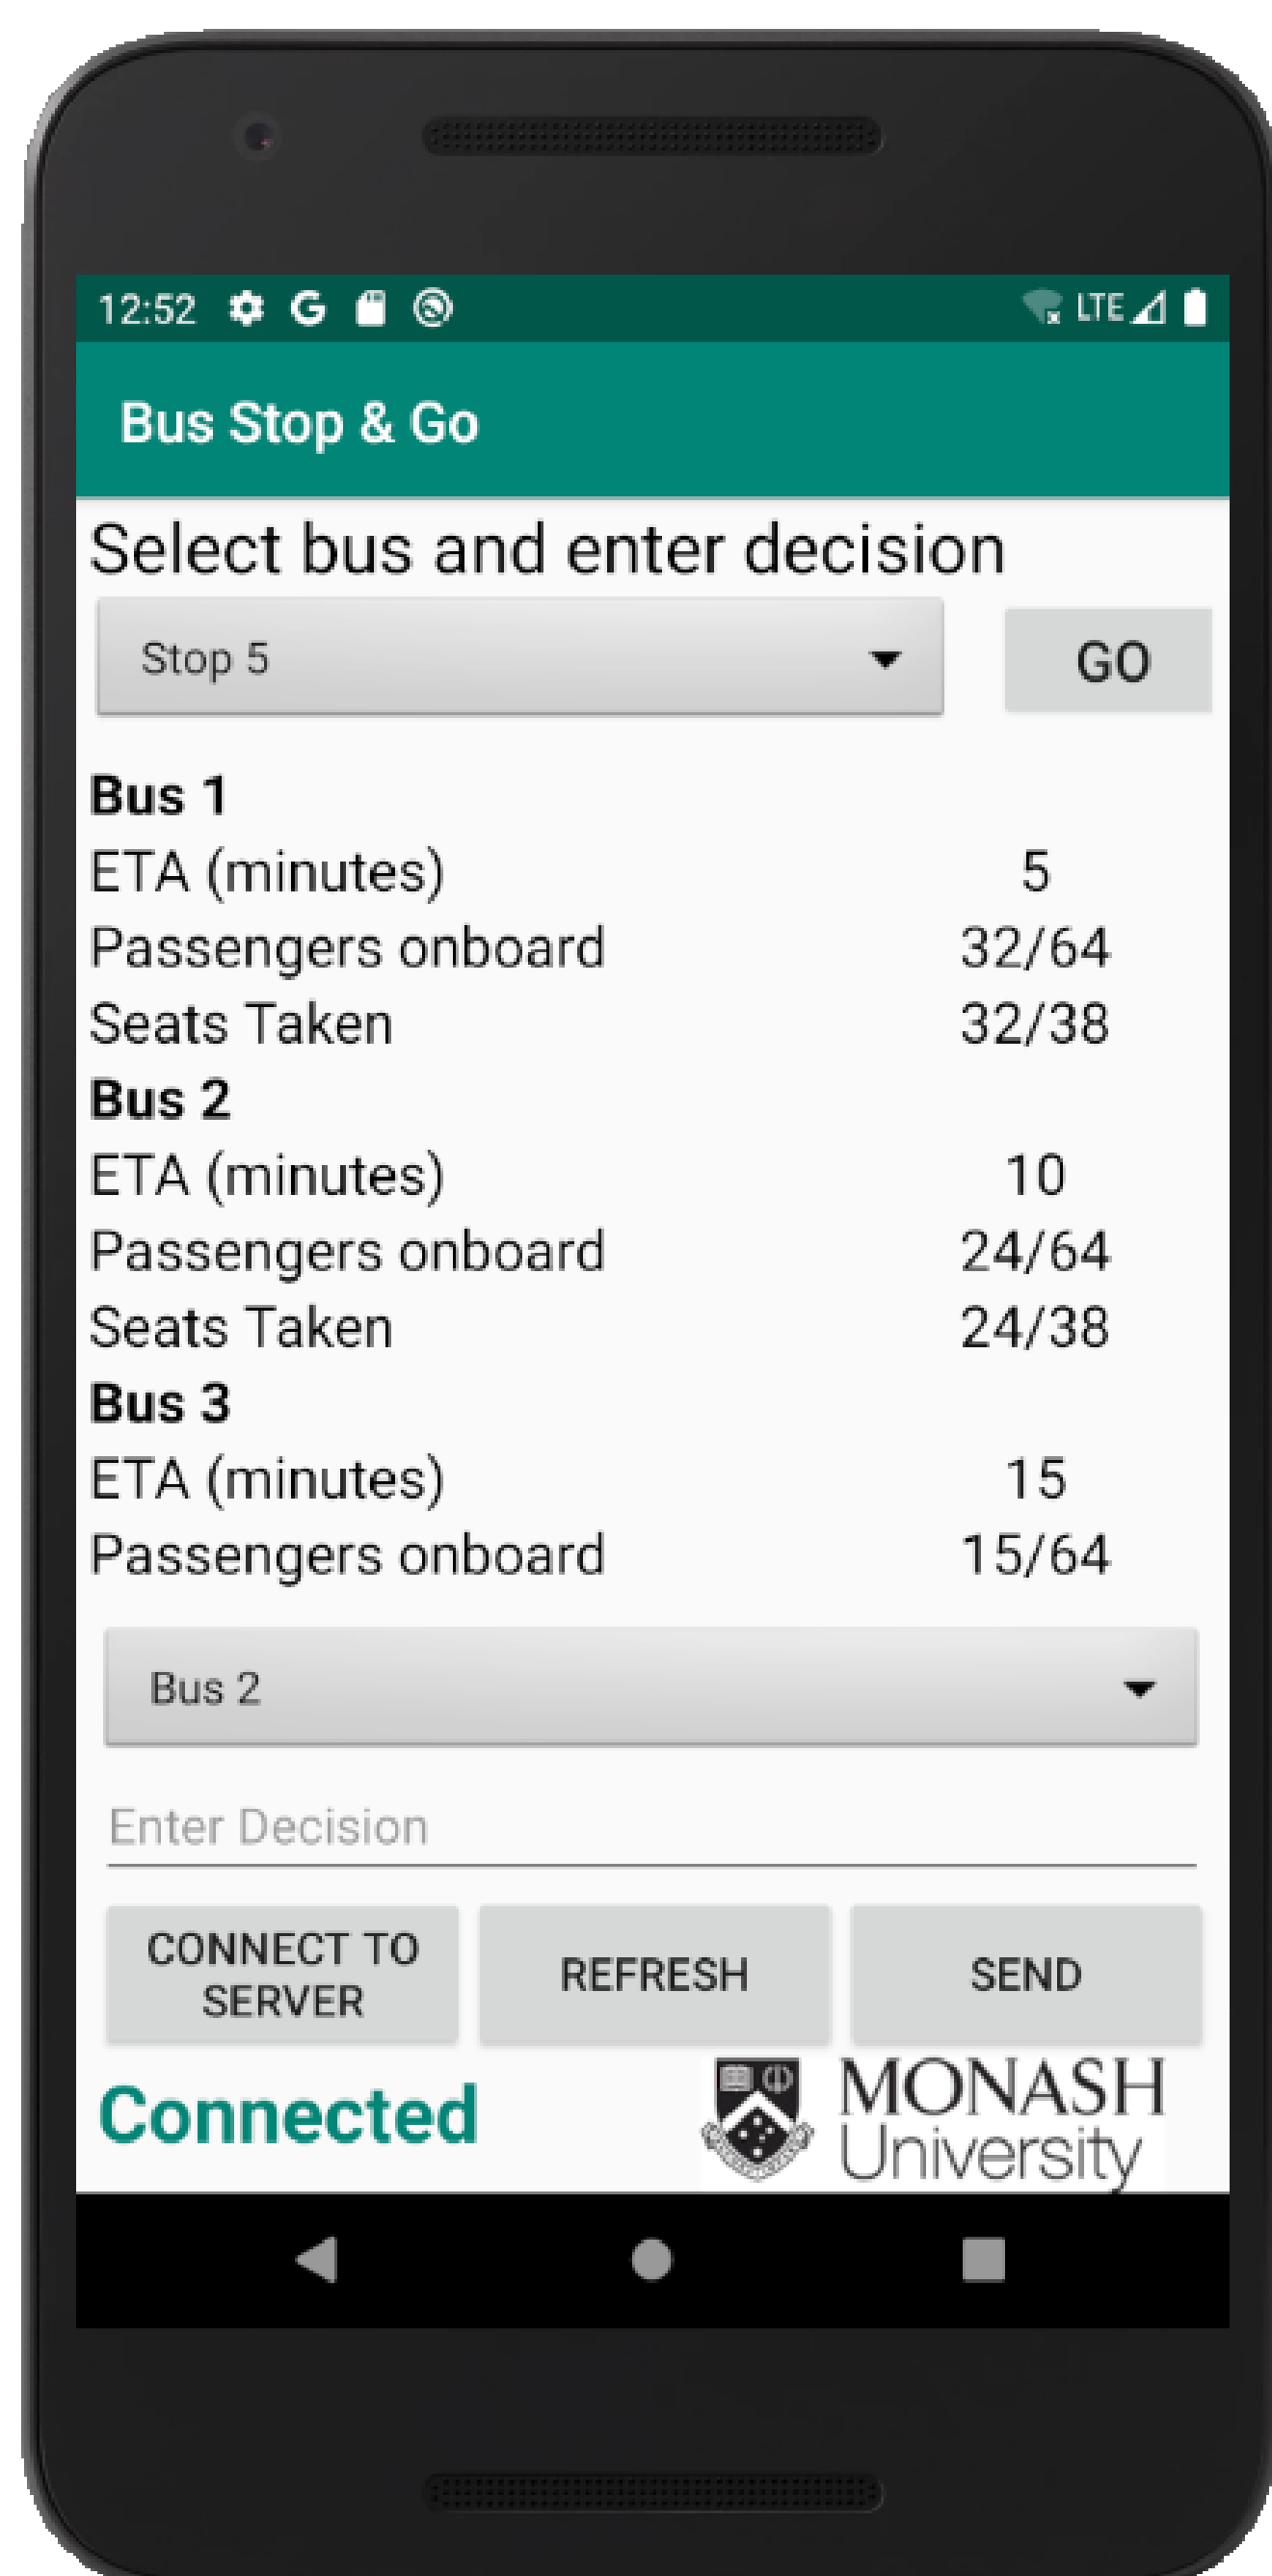 12:52 LTE
Bus Stop & Go
Select bus and enter decision
Stop 5 GO
Bus 1
ETA (minutes) 5
Passengers onboard 32/64
Seats Taken 32/38
Bus 2
ETA (minutes) 10
Passengers onboard 24/64
Seats Taken 24/38
Bus 3
ETA (minutes) 15
Passengers onboard 15/64
Bus 2
Enter Decision
CONNECT TO
SERVER
REFRESH
SEND
Connected
MONASH
University